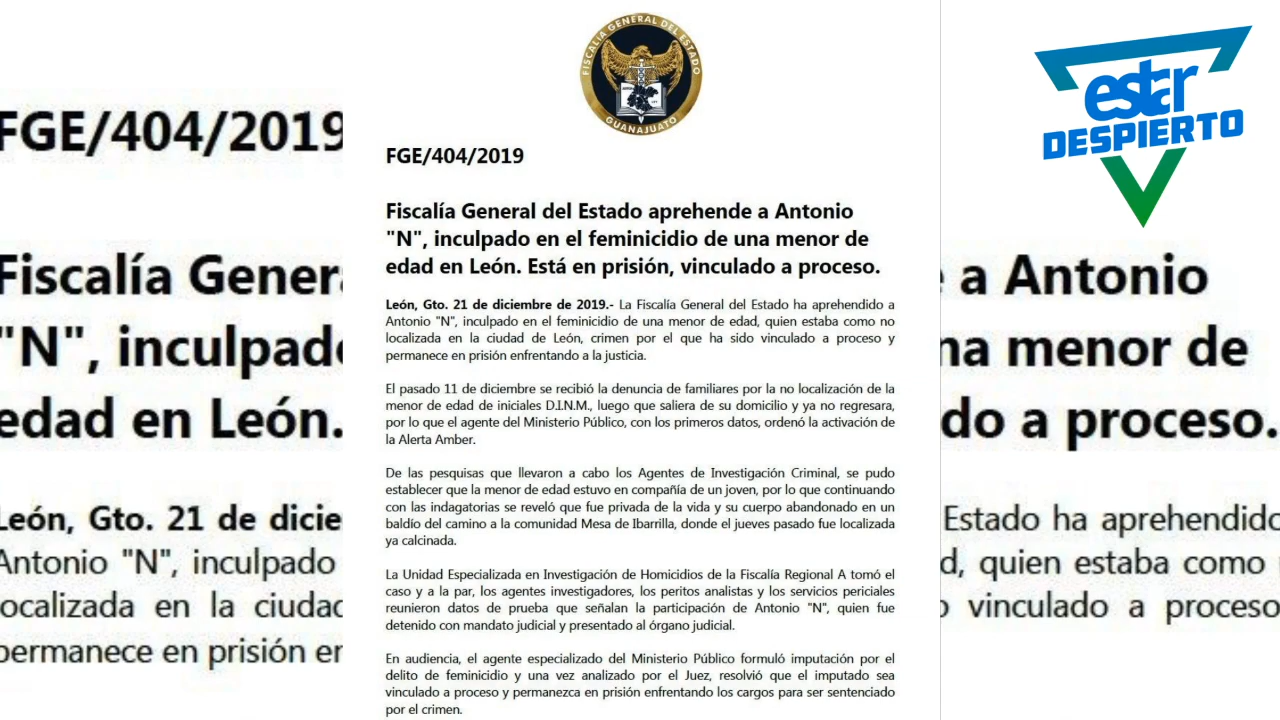 FISCALÍA GENERAL DEL ESTADO
GUANAJUATO
estar
DESPIERTO
FGE/404/2019
FGE/404/2019
Fiscalía General del Estado aprehende a Antonio
"N", inculpado en el feminicidio de una menor de
edad en León. Está en prisión, vinculado a proceso.
León, Gto. 21 de diciembre de 2019.- La Fiscalía General del Estado ha aprehendido a
Antonio "N", inculpado en el feminicidio de una menor de edad, quien estaba como no
localizada en la ciudad de León, crimen por el que ha sido vinculado a proceso y
permanece en prisión enfrentando a la justicia.
El pasado 11 de diciembre se recibió la denuncia de familiares por la no localización de la
menor de edad de iniciales D.I.N.M., luego que saliera de su domicilio y ya no regresara,
por lo que el agente del Ministerio Público, con los primeros datos, ordenó la activación de
la Alerta Amber.
De las pesquisas que llevaron a cabo los Agentes de Investigación Criminal, se pudo
establecer que la menor de edad estuvo en compañía de un joven, por lo que continuando
con las indagatorias se reveló que fue privada de la vida y su cuerpo abandonado en un
baldío del camino a la comunidad Mesa de Ibarrilla, donde el jueves pasado fue localizada
ya calcinada.
La Unidad Especializada en Investigación de Homicidios de la Fiscalía Regional A tomó el
caso y a la par, los agentes investigadores, los peritos analistas y los servicios periciales
reunieron datos de prueba que señalan la participación de Antonio "N", quien fue
detenido con mandato judicial y presentado al órgano judicial.
En audiencia, el agente especializado del Ministerio Público formuló imputación por el
delito de feminicidio y una vez analizado por el Juez, resolvió que el imputado sea
vinculado a proceso y permanezca en prisión enfrentando los cargos para ser sentenciado
por el crimen.
Fiscalía Gener
"N", inculpad
edad en León.
León, Gto. 21 de dicie
Antonio "N", inculpado
ocalizada en la ciudad
permanece en prisión er
a Antonio
na menor de
do a proceso.
Estado ha aprehendido
d, quien estaba como
vinculado a proceso